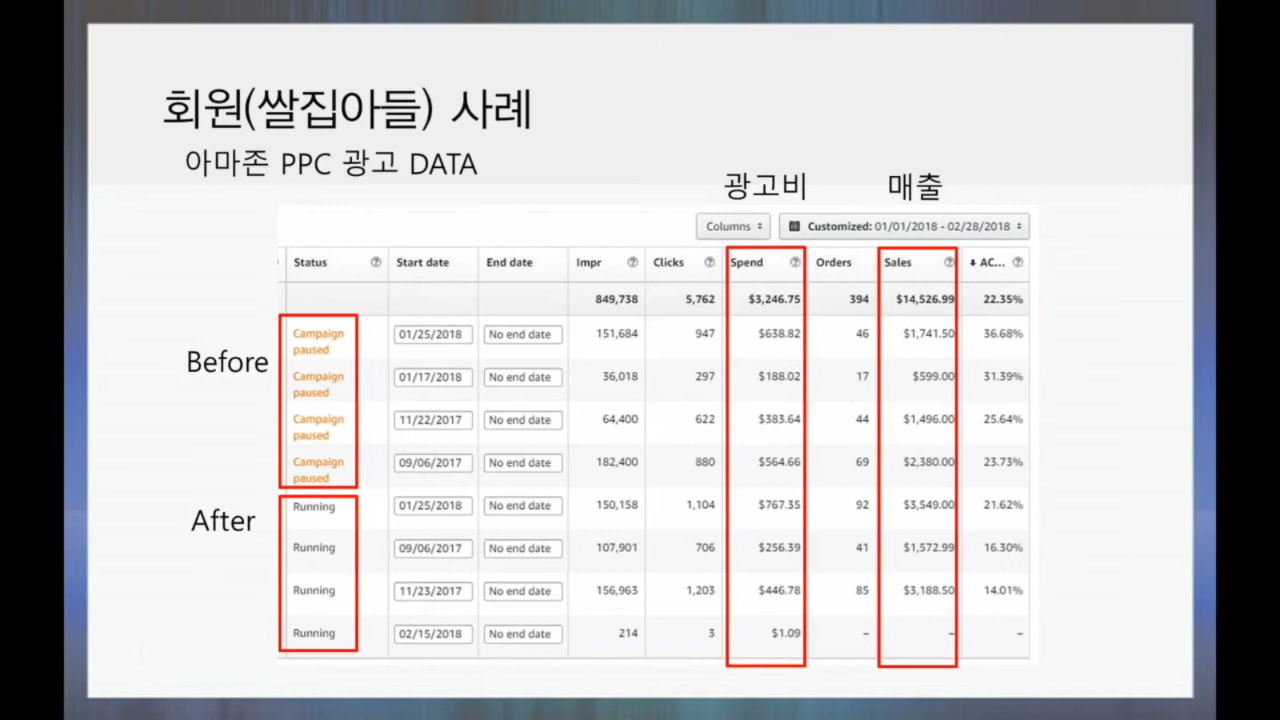 회원(쌀집아들) 사례
아마존 PPC 광고 DATA
광고비 매출
Columns Customized: 01/01/2018 - 02/28/2018
Status Start date End date Impr Clicks Spend Orders Sales AC...
849,738 5,762 $3,246.75 394 $14,526.99 22.35%
Before
Campaign paused 01/25/2018 No end date 151,684 947 $638.82 46 $1,741.50 36.68%
Campaign paused 01/17/2018 No end date 36,018 297 $188.02 17 $599.00 31.39%
Campaign paused 11/22/2017 No end date 64,400 622 $383.64 44 $1,496.00 25.64%
Campaign paused 09/06/2017 No end date 182,400 880 $564.66 69 $2,380.00 23.73%
After
Running 01/25/2018 No end date 150,158 1,104 $767.35 92 $3,549.00 21.62%
Running 09/06/2017 No end date 107,901 706 $256.39 41 $1,572.99 16.30%
Running 11/23/2017 No end date 156,963 1,203 $446.78 85 $3,188.50 14.01%
Running 02/15/2018 No end date 214 3 $1.09 – – –